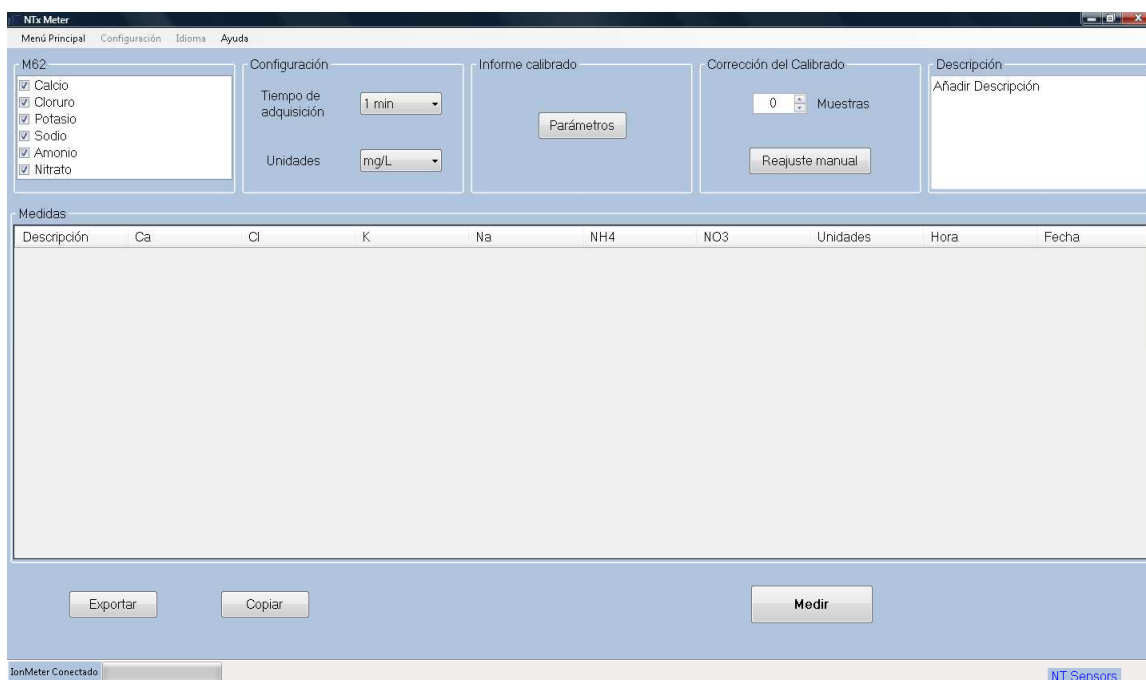 NTx Meter
Menú Principal Configuración Idioma Ayuda
M62
Calcio
Cloruro
Potasio
Sodio
Amonio
Nitrato
Configuración
Tiempo de
adquisición
1 min
Unidades
mg/L
Informe calibrado
Parámetros
Corrección del Calibrado
0 Muestras
Reajuste manual
Descripción
Añadir Descripción
Medidas
Descripción Ca Cl K Na NH4 NO3 Unidades Hora Fecha
Exportar Copiar Medir
IonMeter Conectado NT Sensors